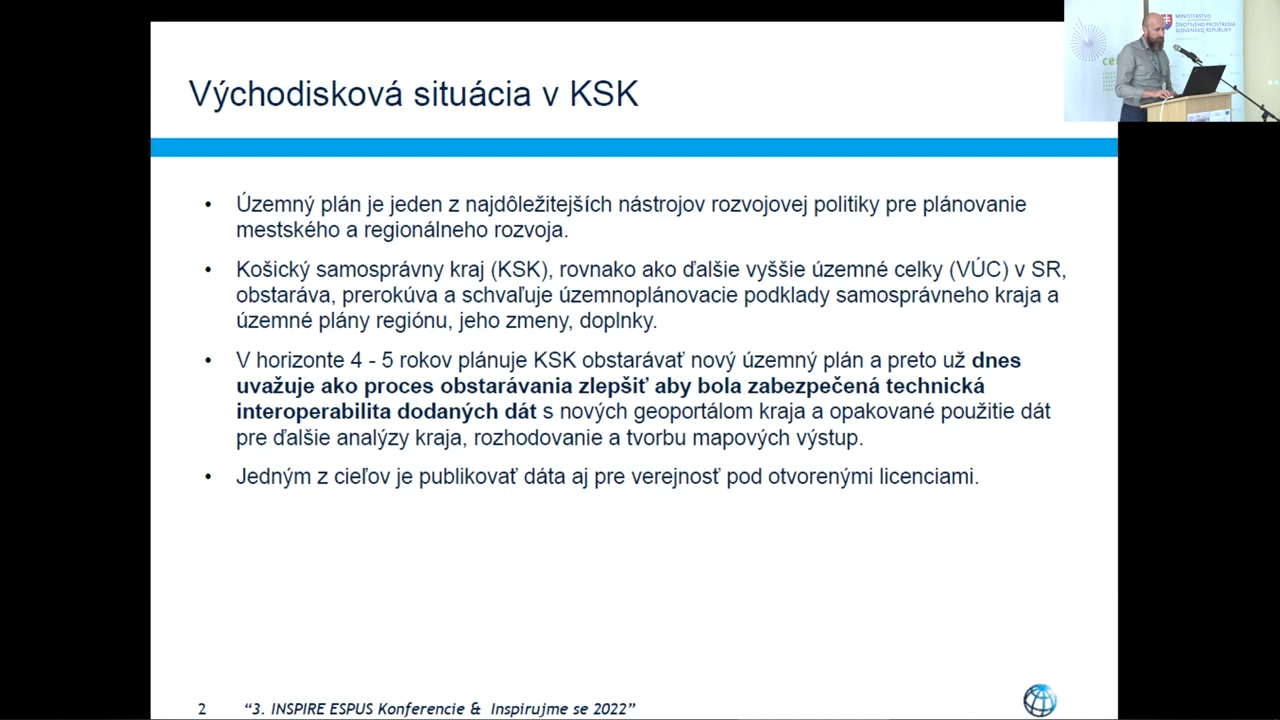 Východisková situácia v KSK
• Územný plán je jeden z najdôležitejších nástrojov rozvojovej politiky pre plánovanie
mestského a regionálneho rozvoja.
• Košický samosprávny kraj (KSK), rovnako ako ďalšie vyššie územné celky (VÚC) v SR,
obstaráva, prerokúva a schvaľuje územnoplánovacie podklady samosprávneho kraja a
územné plány regiónu, jeho zmeny, doplnky.
• V horizonte 4 - 5 rokov plánuje KSK obstarávať nový územný plán a preto už dnes
uvažuje ako proces obstarávania zlepšiť aby bola zabezpečená technická
interoperabilita dodaných dát s nových geoportálom kraja a opakované použitie dát
pre ďalšie analýzy kraja, rozhodovanie a tvorbu mapových výstup.
• Jedným z cieľov je publikovať dáta aj pre verejnosť pod otvorenými licenciami.
2 “3. INSPIRE ESPUS Konferencie & Inspirujme se 2022”
MINISTERSTVO
ŽIVOTNÉHO PROSTREDIA
SLOVENSKEJ REPUBLIKY